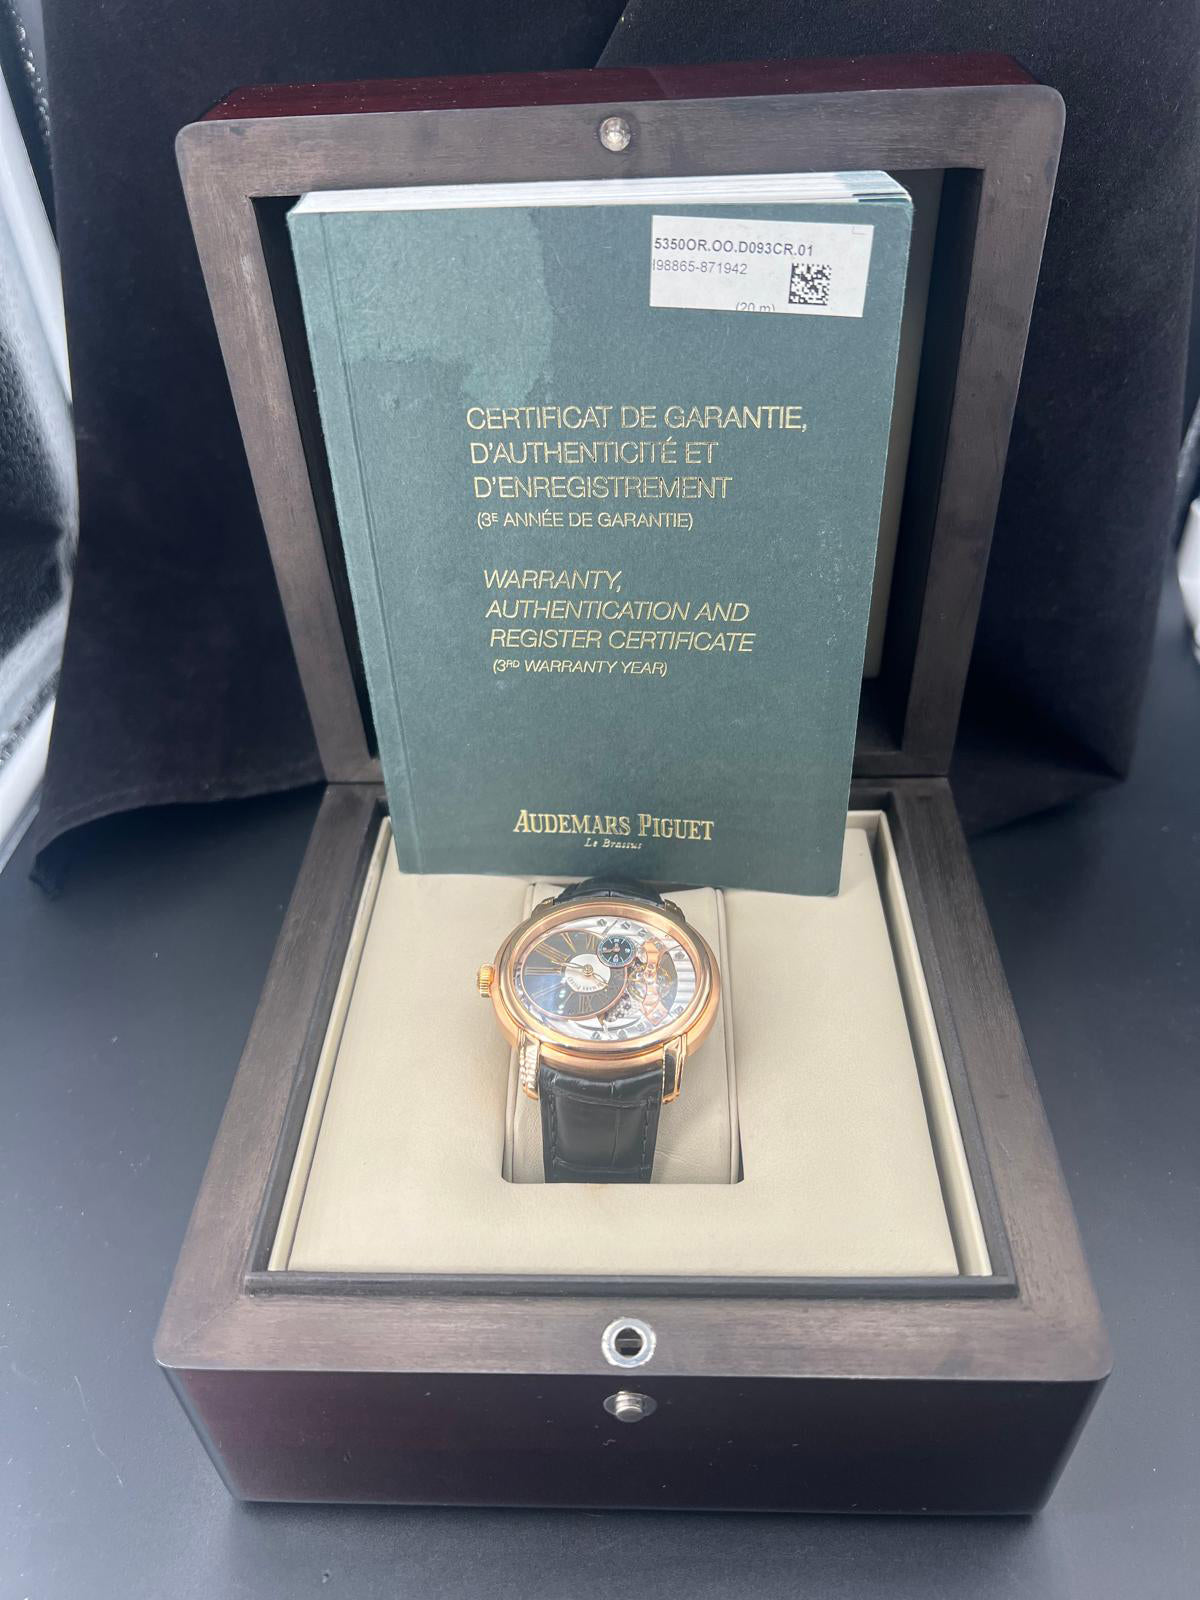 5350OR.OO.D093CR.01
I98865-871942
(20 m)
CERTIFICAT DE GARANTIE,
D'AUTHENTICITÉ ET
D'ENREGISTREMENT
(3E ANNÉE DE GARANTIE)
WARRANTY,
AUTHENTICATION AND
REGISTER CERTIFICATE
(3RD WARRANTY YEAR)
AUDEMARS PIGUET
Le Brassus